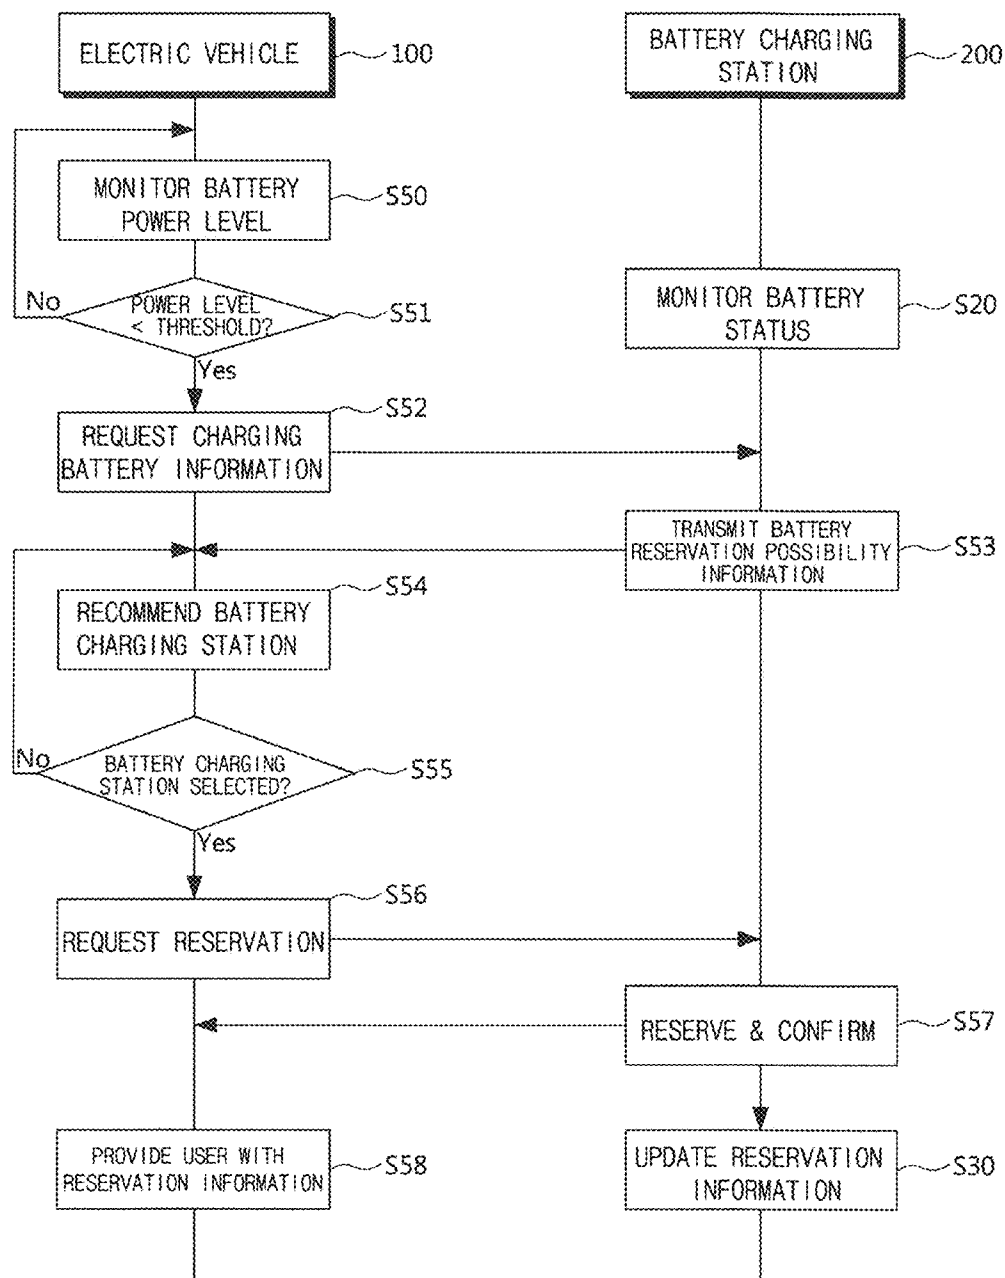 ELECTRIC VEHICLE
100
BATTERY CHARGING
STATION
200
MONITOR BATTERY
POWER LEVEL
S50
No
POWER LEVEL
< THRESHOLD?
S51
MONITOR BATTERY
STATUS
S20
Yes
REQUEST CHARGING
BATTERY INFORMATION
S52
TRANSMIT BATTERY
RESERVATION POSSIBILITY
INFORMATION
S53
RECOMMEND BATTERY
CHARGING STATION
S54
No
BATTERY CHARGING
STATION SELECTED?
S55
Yes
REQUEST RESERVATION
S56
RESERVE & CONFIRM
S57
PROVIDE USER WITH
RESERVATION INFORMATION
S58
UPDATE RESERVATION
INFORMATION
S30